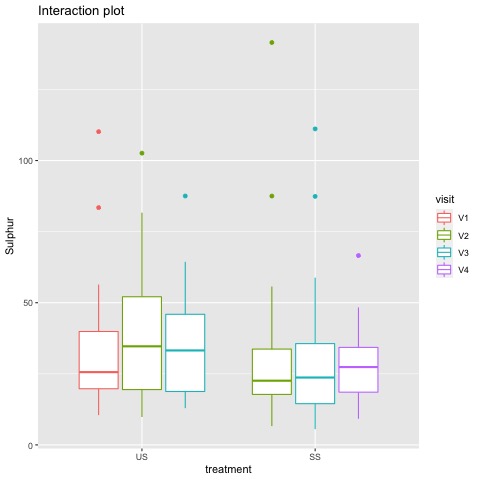 Interaction plot
Sulphur
100
50
0
US
SS
treatment
visit
V1
V2
V3
V4